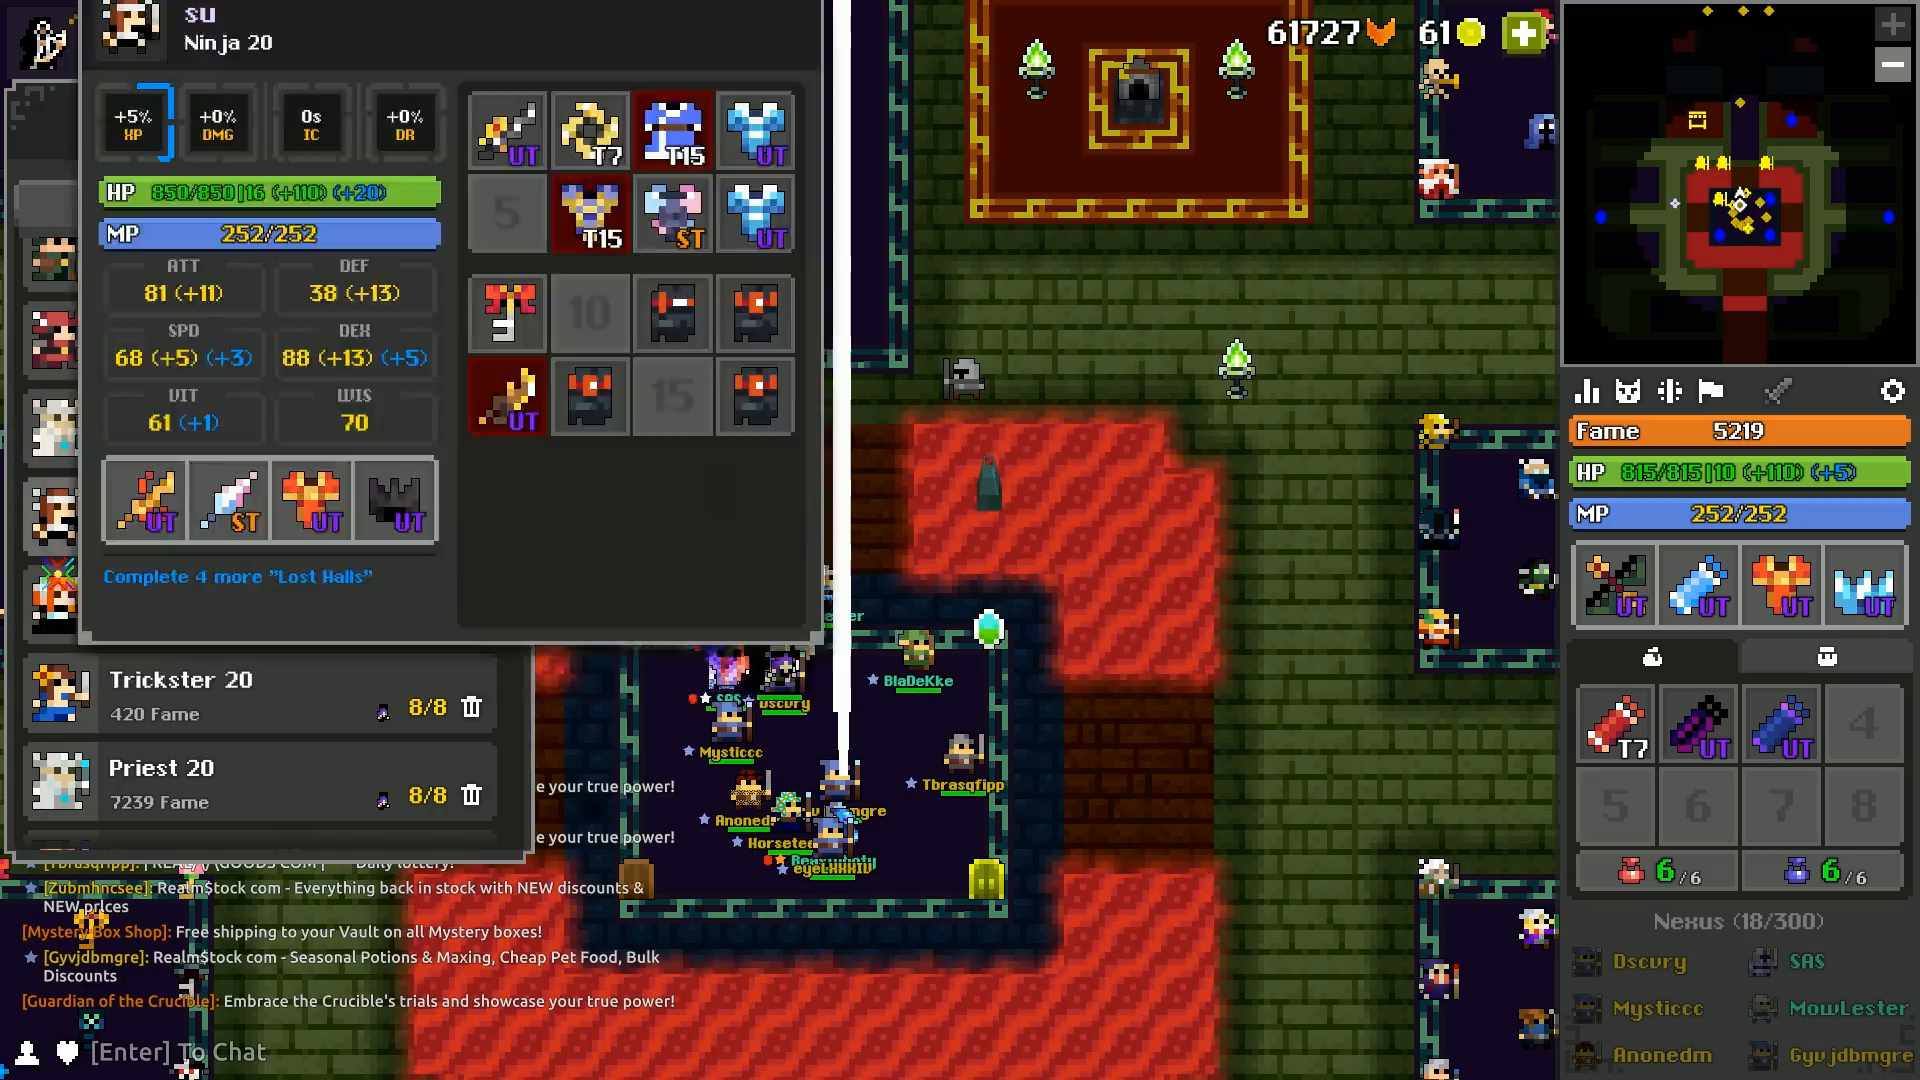 su
Ninja 20
+5%
XP
+0%
DMG
0s
IC
+0%
DR
HP 850/850|16 (+110) (+20)
MP 252/252
ATT
81 (+11)
DEF
38 (+13)
SPD
68 (+5) (+3)
DEX
88 (+13) (+5)
VIT
61 (+1)
WIS
70
UT
ST
UT
UT
Complete 4 more "Lost Halls"
UT
T7
T15
UT
5
T15
ST
UT
10
UT
15
Trickster 20
420 Fame
8/8
Priest 20
7239 Fame
8/8
61727
61
BlaDeKke
SAS
Dscvry
Mysticcc
Tbrasqfipp
Anoned
Horsetee
eyeLXXXIV
e your true power!
e your true power!
[Tbrasqfipp]:
Daily lottery!
[Zubmhncsee]: Realm$tock com - Everything back in stock with NEW discounts &
NEW prices
[Mystery Box Shop]: Free shipping to your Vault on all Mystery boxes!
[Gyvjdbmgre]: Realm$tock com - Seasonal Potions & Maxing, Cheap Pet Food, Bulk
Discounts
[Guardian of the Crucible]: Embrace the Crucible's trials and showcase your true power!
[Enter] To Chat
Fame 5219
HP 815/815|10 (+110) (+5)
MP 252/252
UT
UT
UT
UT
T7
UT
UT
4
5
6
7
8
6/6
6/6
Nexus (18/300)
Dscvry
SAS
Mysticcc
MowLester
Anonedm
Gyvjdbmgre